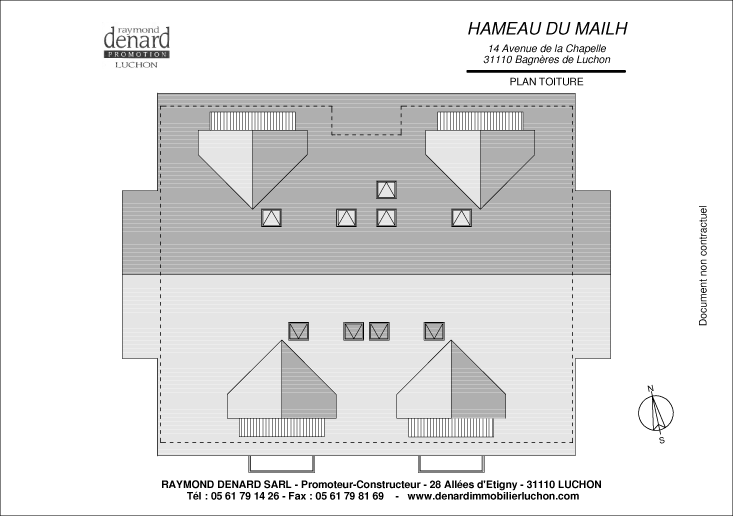 raymond
denard
PROMOTION
LUCHON
HAMEAU DU MAILH
14 Avenue de la Chapelle
31110 Bagnères de Luchon
PLAN TOITURE
Document non contractuel
N
S
RAYMOND DENARD SARL - Promoteur-Constructeur - 28 Allées d'Etigny - 31110 LUCHON
Tél : 05 61 79 14 26 - Fax : 05 61 79 81 69 - www.denardimmobilierluchon.com